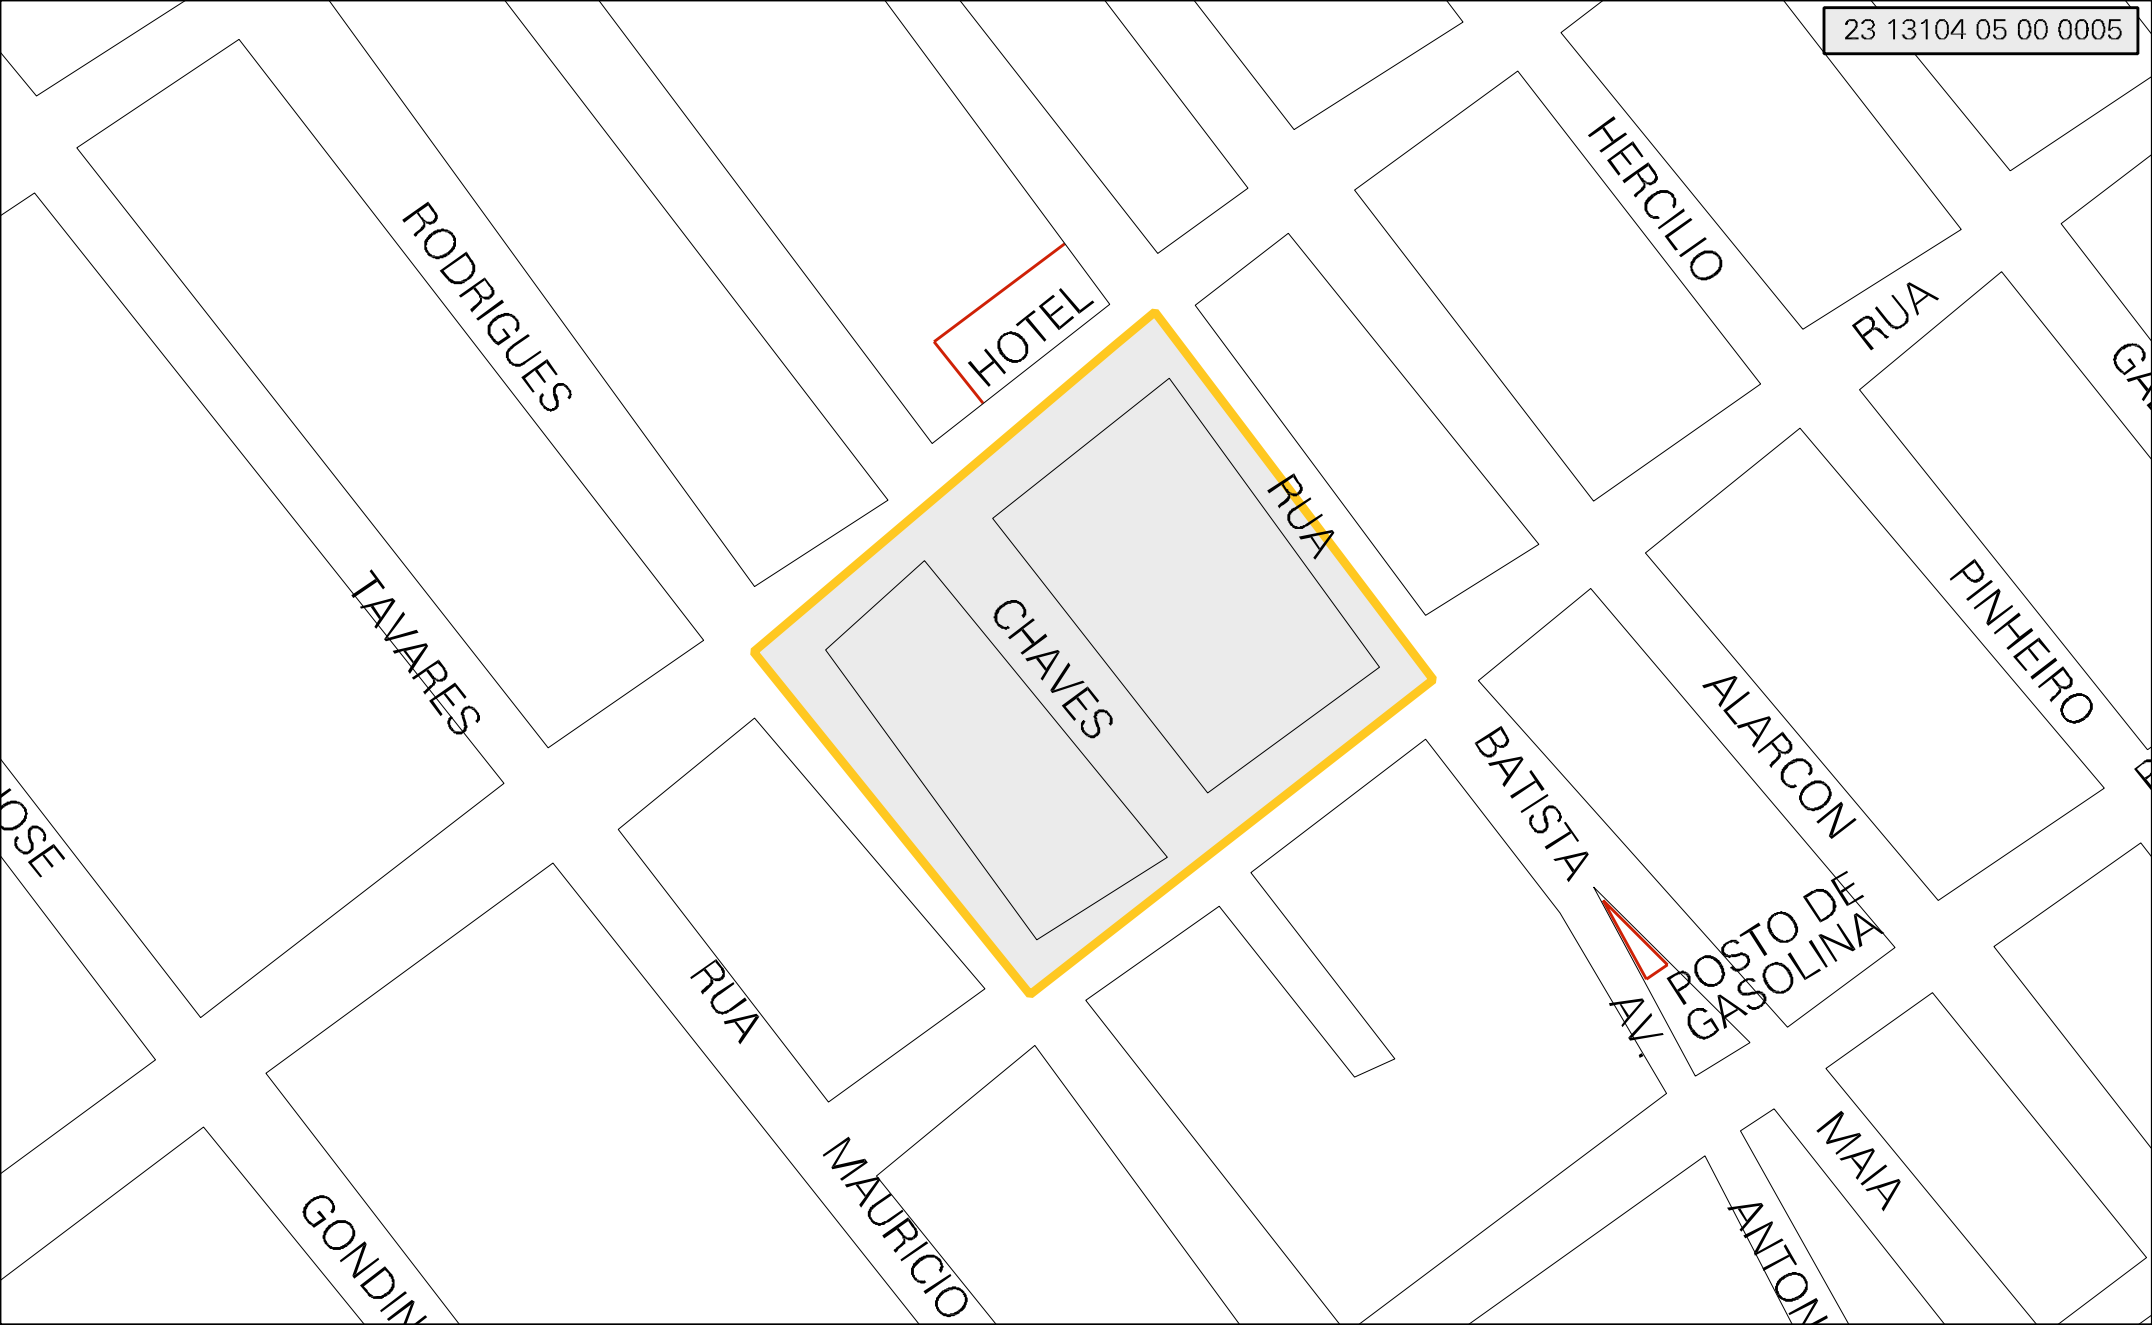 23 13104 05 00 0005
HERCILIO
RODRIGUES
RUA
HOTEL
RUA
TAVARES
CHAVES
PINHEIRO
ALARCON
BATISTA
OSE
POSTO DE
GASOLINA
RUA
AV.
MAIA
MAURICIO
GONDIN
ANTON